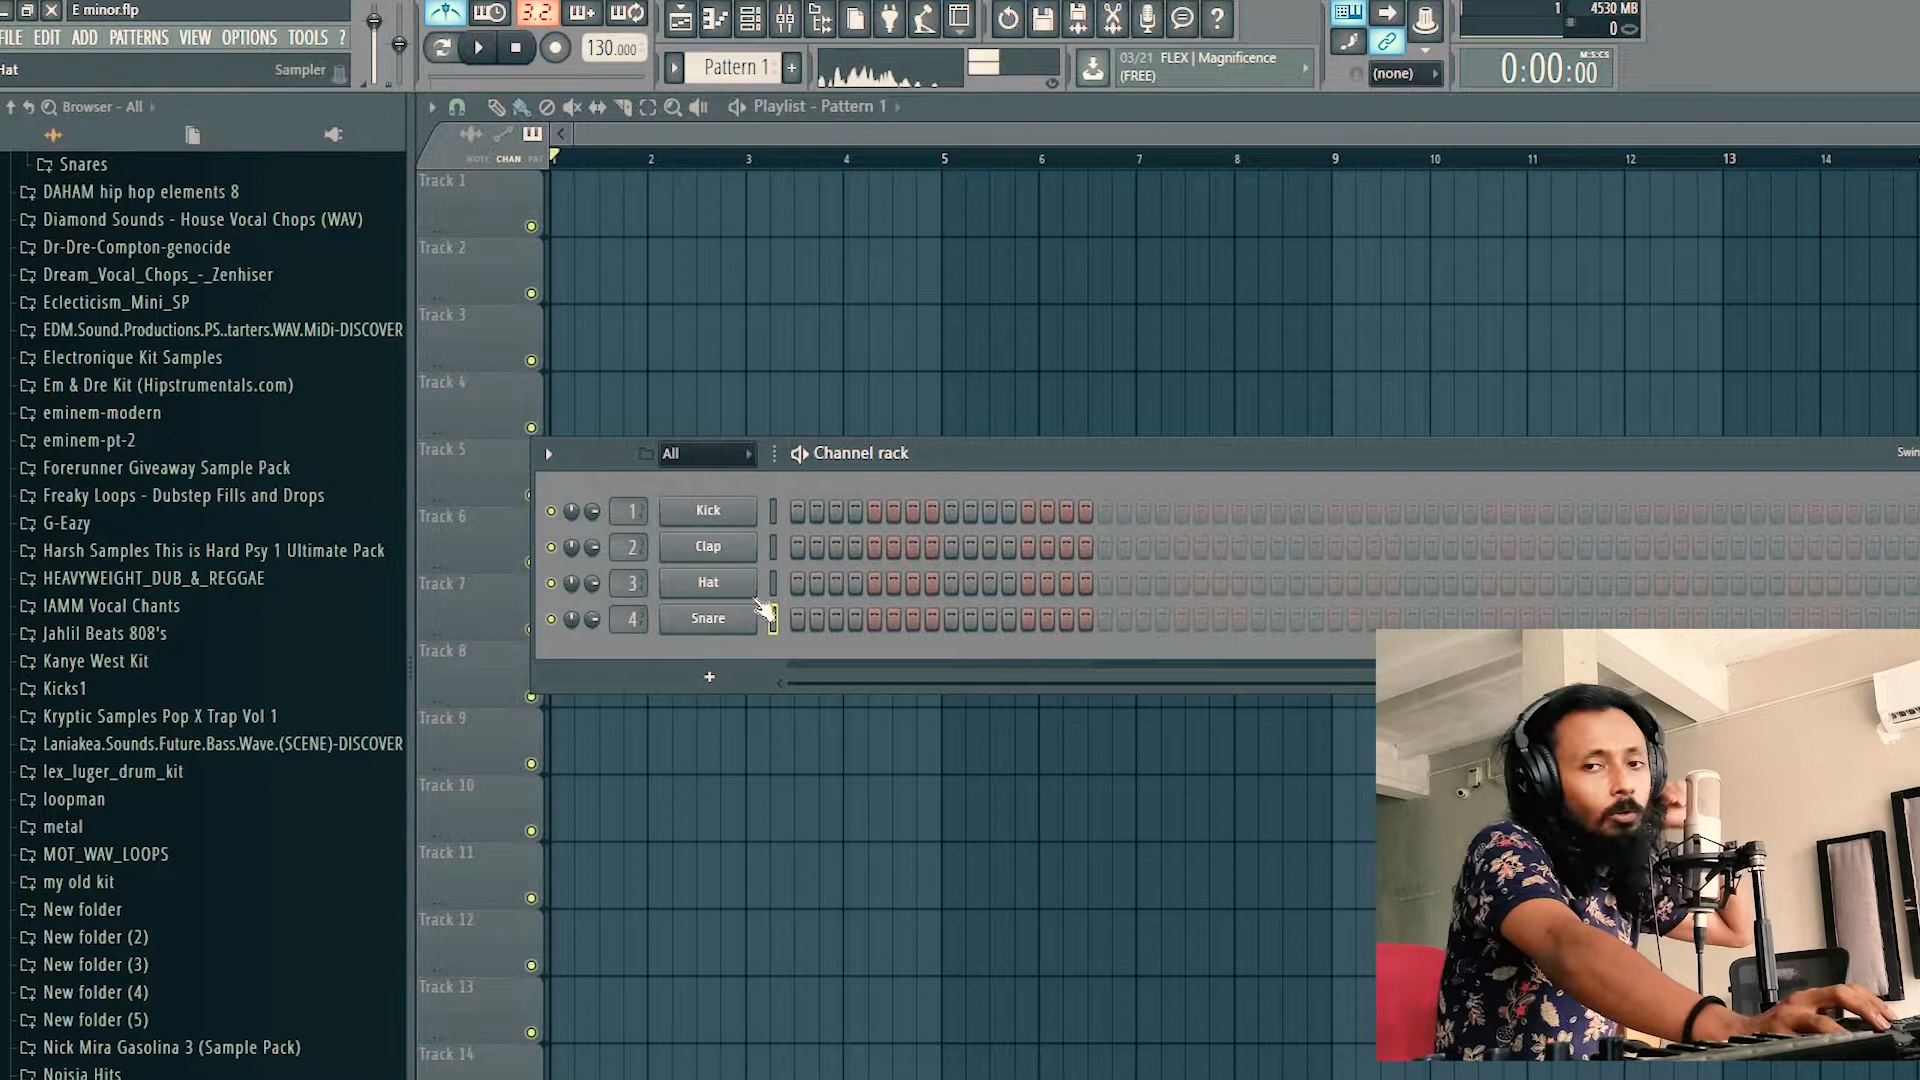 E minor.flp
FILE EDIT ADD PATTERNS VIEW OPTIONS TOOLS ?
Hat
Sampler
3.2
130.000
Pattern 1 +
03/21 FLEX | Magnificence
(FREE)
(none)
1
4530 MB
0
M:S:CS
0:00:00
Browser - All
Playlist - Pattern 1
NOTE CHAN PAT
2 3 4 5 6 7 8 9 10 11 12 13 14
Snares
DAHAM hip hop elements 8
Diamond Sounds - House Vocal Chops (WAV)
Dr-Dre-Compton-genocide
Dream_Vocal_Chops_-_Zenhiser
Eclecticism_Mini_SP
EDM.Sound.Productions.PS..tarters.WAV.MiDi-DISCOVER
Electronique Kit Samples
Em & Dre Kit (Hipstrumentals.com)
eminem-modern
eminem-pt-2
Forerunner Giveaway Sample Pack
Freaky Loops - Dubstep Fills and Drops
G-Eazy
Harsh Samples This is Hard Psy 1 Ultimate Pack
HEAVYWEIGHT_DUB_&_REGGAE
IAMM Vocal Chants
Jahlil Beats 808's
Kanye West Kit
Kicks1
Kryptic Samples Pop X Trap Vol 1
Laniakea.Sounds.Future.Bass.Wave.(SCENE)-DISCOVER
lex_luger_drum_kit
loopman
metal
MOT_WAV_LOOPS
my old kit
New folder
New folder (2)
New folder (3)
New folder (4)
New folder (5)
Nick Mira Gasolina 3 (Sample Pack)
Noisia Hits
Track 1
Track 2
Track 3
Track 4
Track 5
Track 6
Track 7
Track 8
Track 9
Track 10
Track 11
Track 12
Track 13
Track 14
All
Channel rack
1 Kick
2 Clap
3 Hat
4 Snare
+